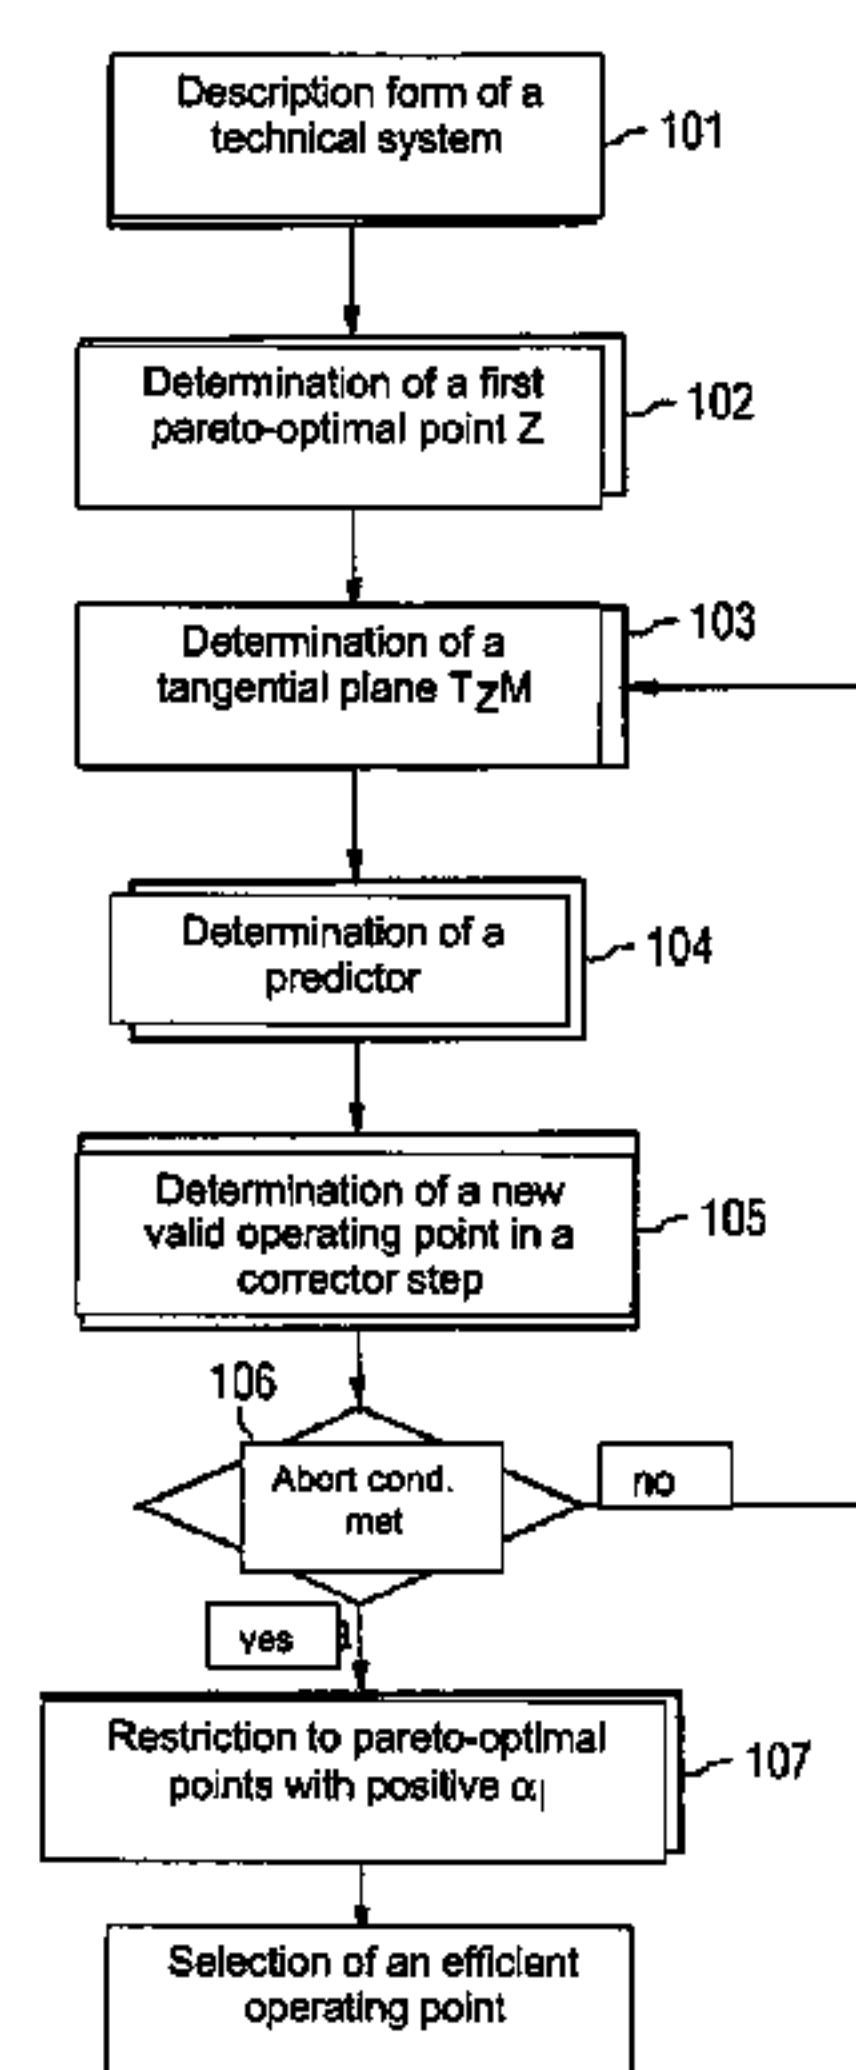 Description form of a
technical system
101
Determination of a first
pareto-optimal point Z
102
Determination of a
tangential plane TZM
103
Determination of a
predictor
104
Determination of a new
valid operating point in a
corrector step
105
106
Abort cond.
met
no
yes
Restriction to pareto-optimal
points with positive αi
107
Selection of an efficient
operating point